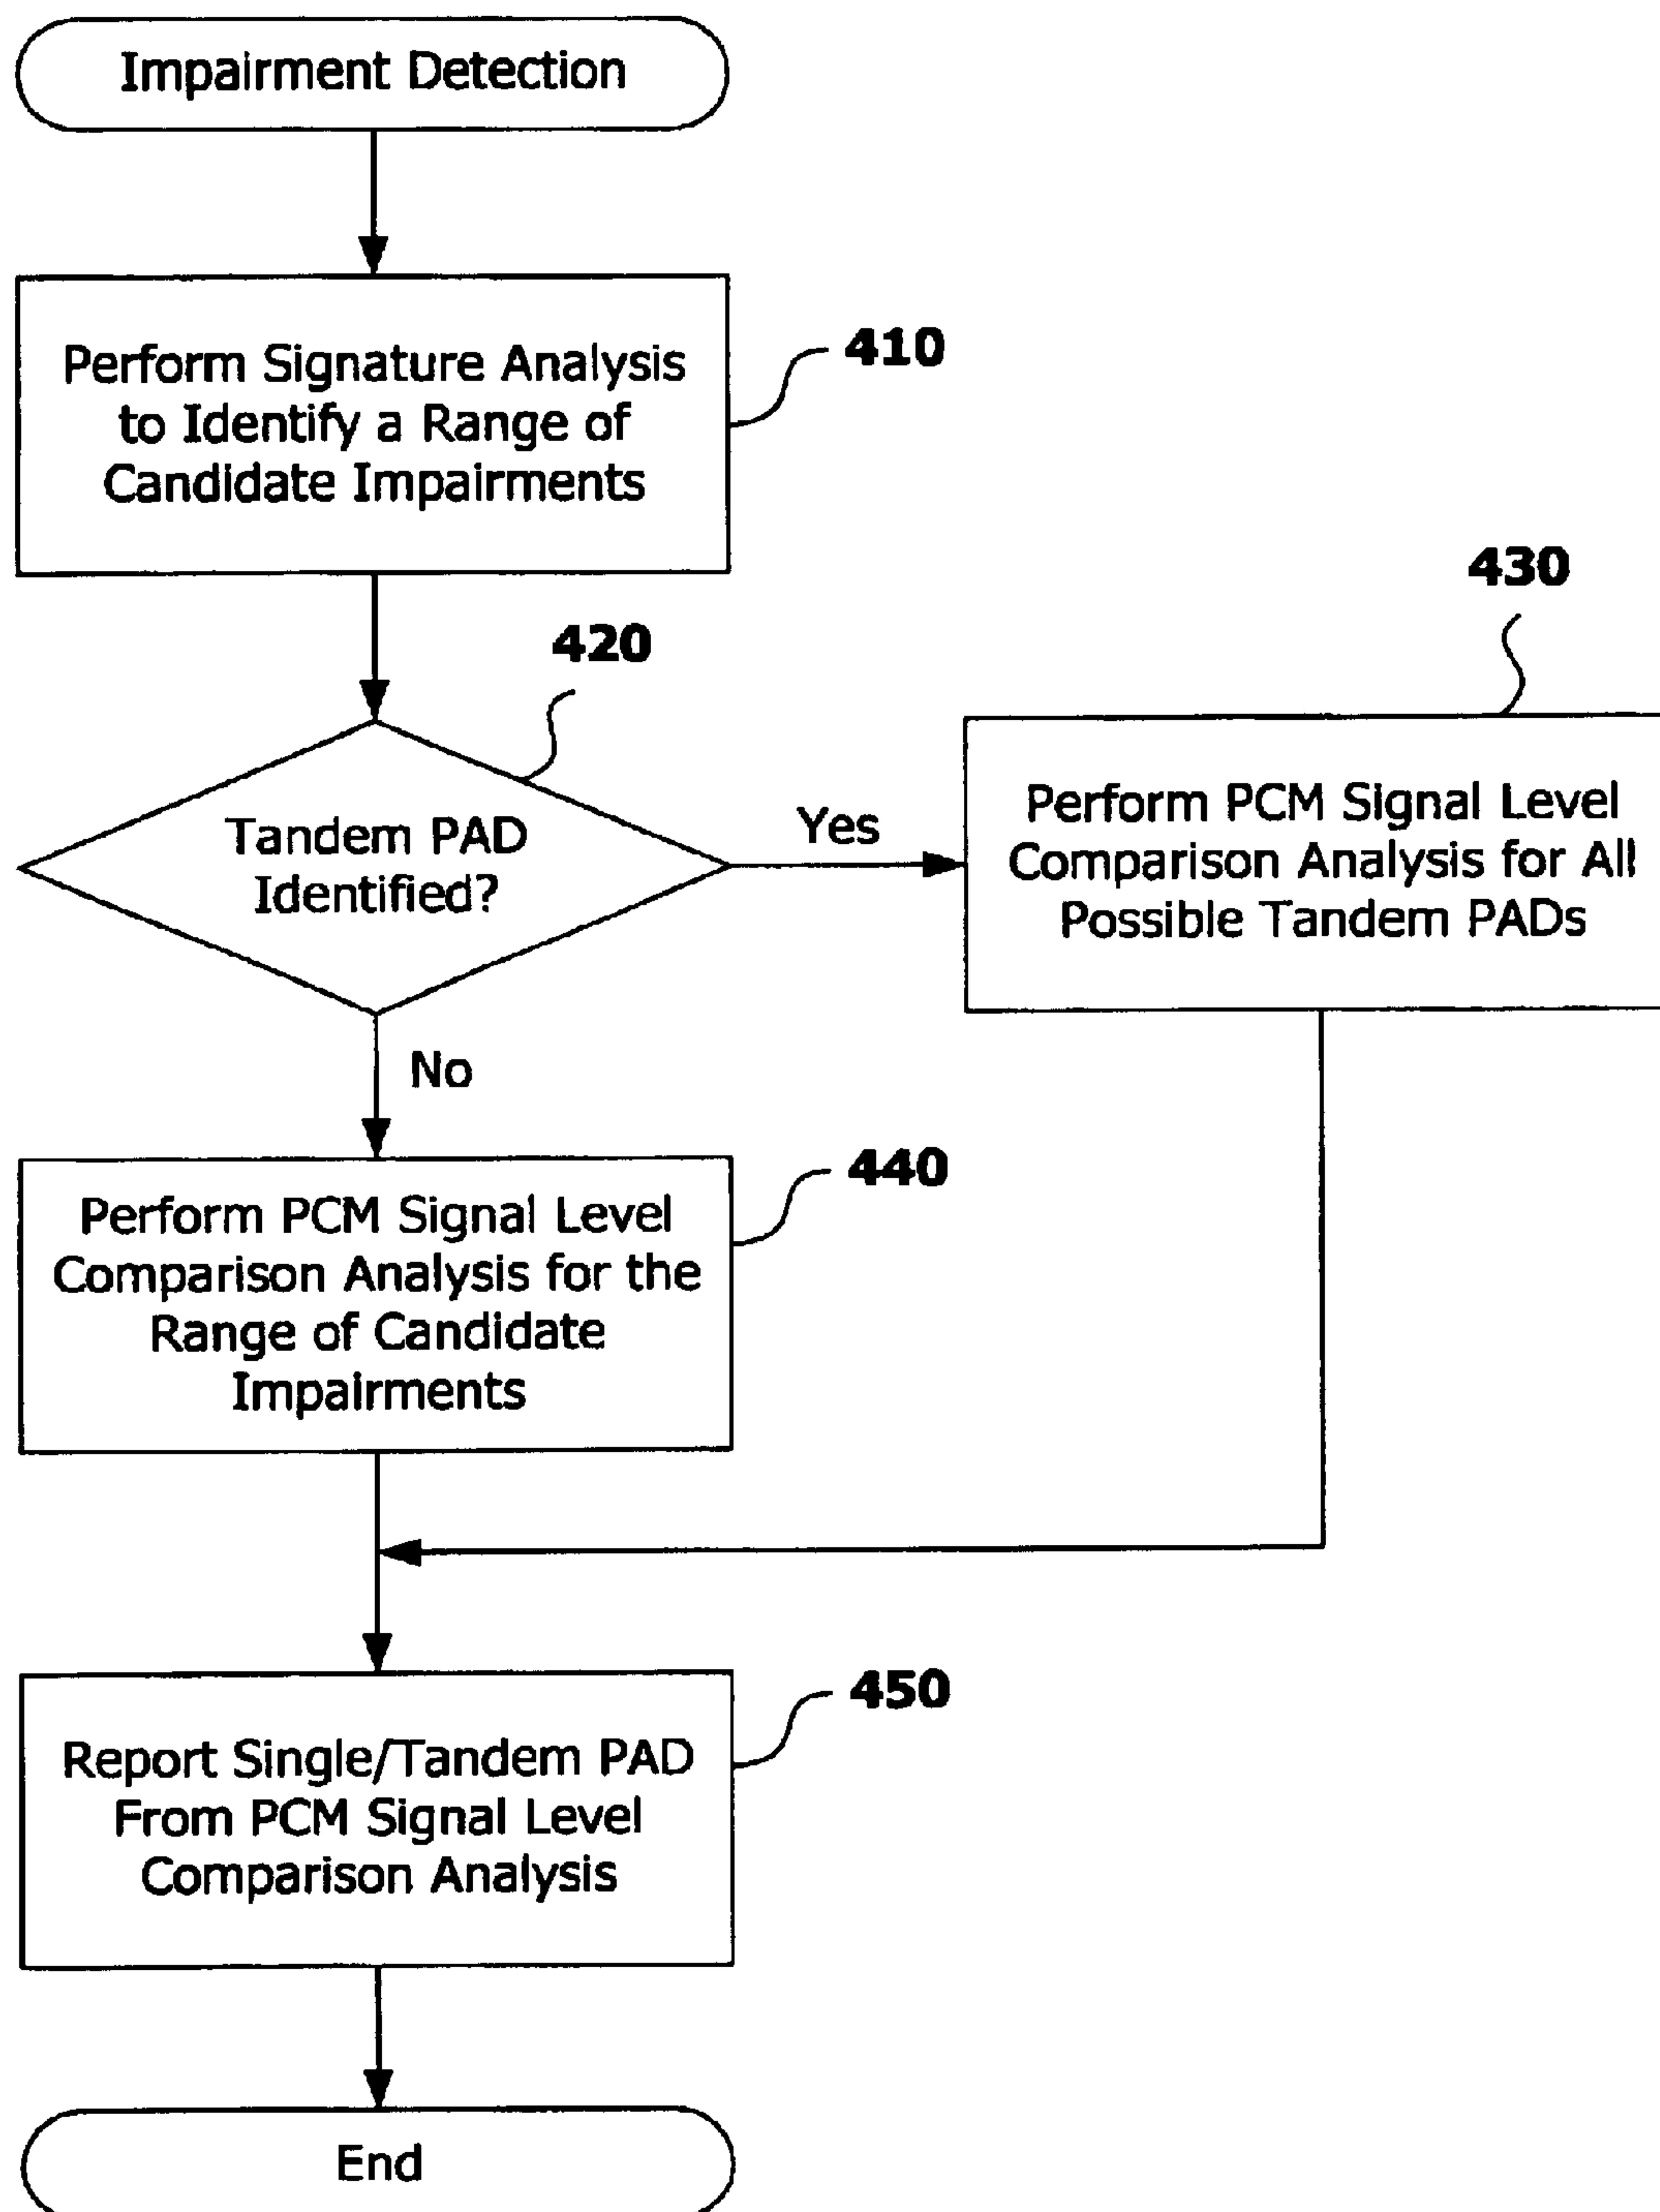 Impairment Detection
Perform Signature Analysis
to Identify a Range of
Candidate Impairments
410
420
Tandem PAD
Identified?
Yes
430
Perform PCM Signal Level
Comparison Analysis for All
Possible Tandem PADs
No
440
Perform PCM Signal Level
Comparison Analysis for the
Range of Candidate
Impairments
450
Report Single/Tandem PAD
From PCM Signal Level
Comparison Analysis
End